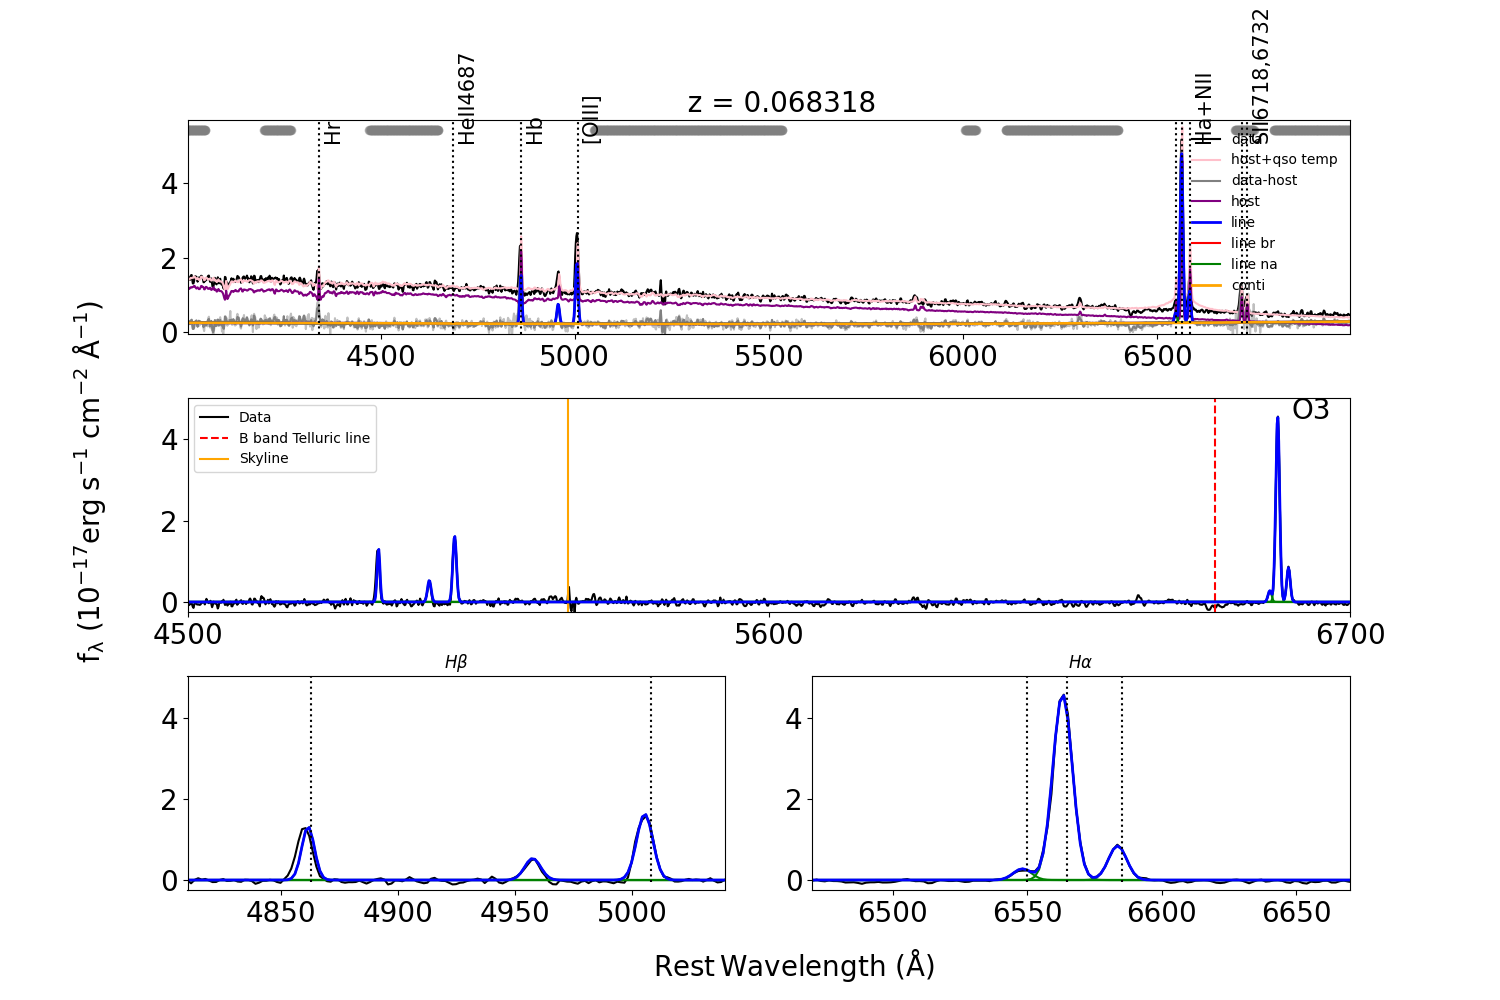 z = 0.068318
Hr
HeII4687
Hb
[OIII]
Ha+NII
SII6718,6732
data
host+qso temp
data-host
host
line
line br
line na
conti
4
2
0
4500
5000
5500
6000
6500
Data
B band Telluric line
Skyline
O3
4
2
0
4500
5600
6700
f_λ (10⁻¹⁷erg s⁻¹ cm⁻² Å⁻¹)
Hβ
4
2
0
4850
4900
4950
5000
Hα
4
2
0
6500
6550
6600
6650
Rest Wavelength (Å)